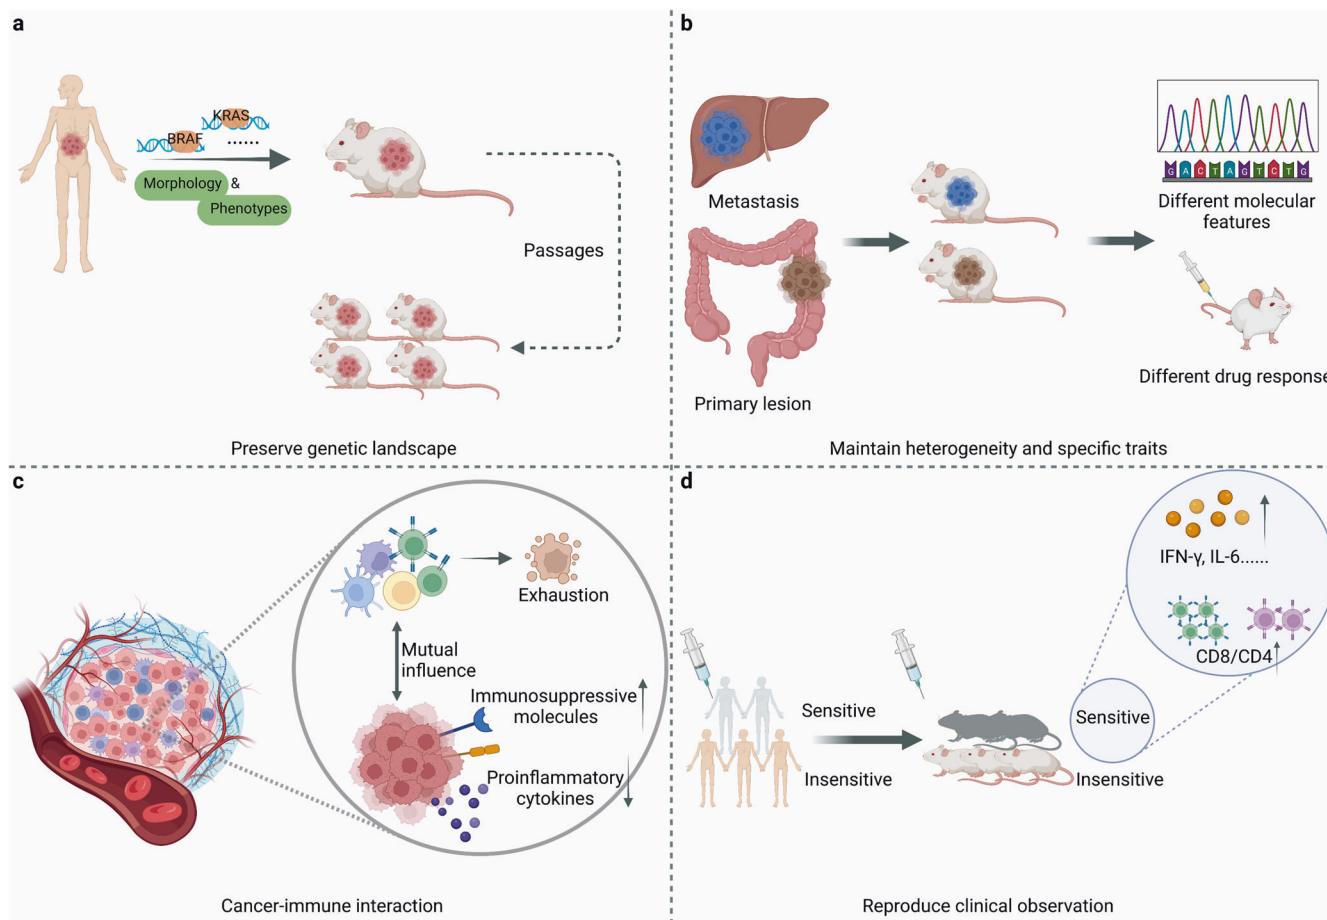 a
KRAS
BRAF
......
Morphology &
Phenotypes
Passages
Preserve genetic landscape
b
Metastasis
Primary lesion
G A C T A G T C T G
Different molecular
features
Different drug response
Maintain heterogeneity and specific traits
c
Exhaustion
Mutual
influence
Immunosuppressive
molecules
Proinflammatory
cytokines
Cancer-immune interaction
d
IFN-γ, IL-6......
CD8/CD4
Sensitive
Insensitive
Sensitive
Insensitive
Reproduce clinical observation